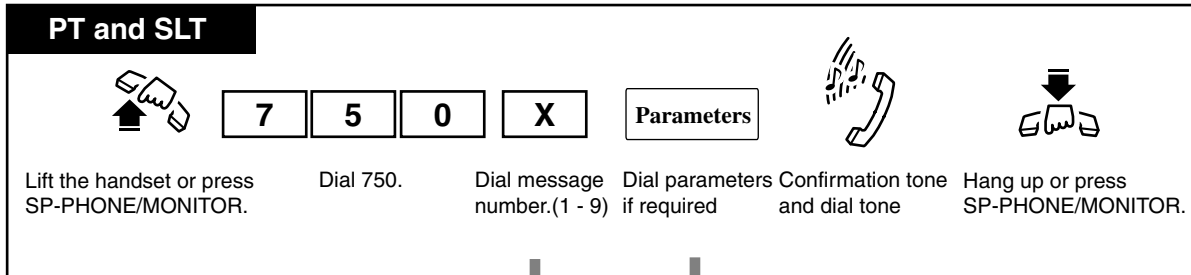 PT and SLT
7 5 0 X Parameters
Lift the handset or press
SP-PHONE/MONITOR.
Dial 750.
Dial message
number.(1 - 9)
Dial parameters
if required
Confirmation tone
and dial tone
Hang up or press
SP-PHONE/MONITOR.